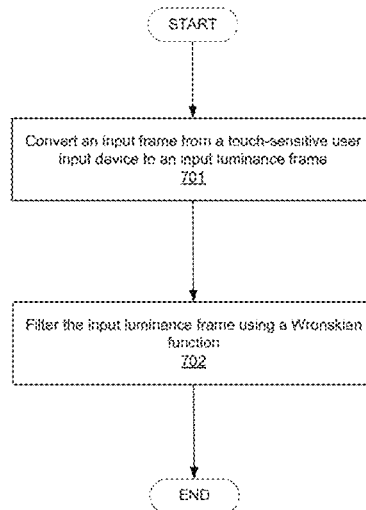 START
Convert an input frame from a touch-sensitive user
input device to an input luminance frame
701
Filter the input luminance frame using a Wronskian
function
702
END